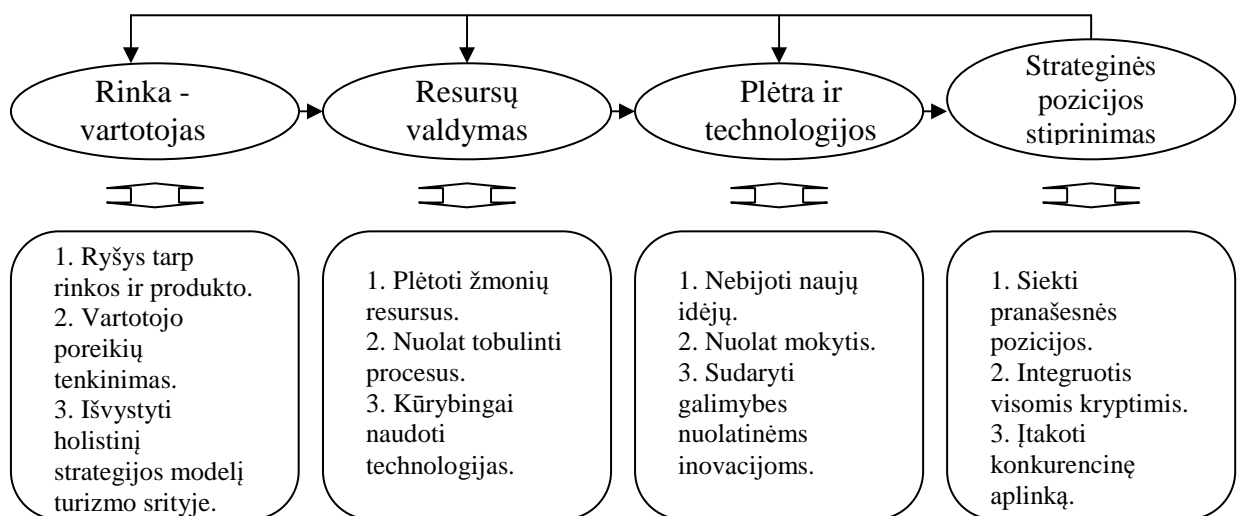 Rinka -
vartotojas
Resursų
valdymas
Plėtra ir
technologijos
Strateginės
pozicijos
stiprinimas
1. Ryšys tarp
rinkos ir produkto.
2. Vartotojo
poreikių
tenkinimas.
3. Išvystyti
holistinį
strategijos modelį
turizmo srityje.
1. Plėtoti žmonių
resursus.
2. Nuolat tobulinti
procesus.
3. Kūrybingai
naudoti
technologijas.
1. Nebijoti naujų
idėjų.
2. Nuolat mokytis.
3. Sudaryti
galimybes
nuolatinėms
inovacijoms.
1. Siekti
pranašesnės
pozicijos.
2. Integruotis
visomis kryptimis.
3. Įtakoti
konkurencinę
aplinką.